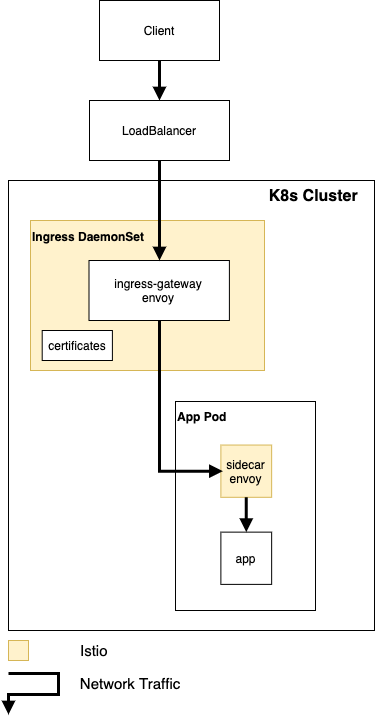 Client
LoadBalancer
K8s Cluster
Ingress DaemonSet
ingress-gateway
envoy
certificates
App Pod
sidecar
envoy
app
Istio
Network Traffic